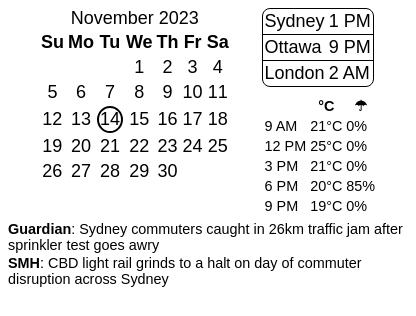 November 2023
Su Mo Tu We Th Fr Sa
1 2 3 4
5 6 7 8 9 10 11
12 13 14 15 16 17 18
19 20 21 22 23 24 25
26 27 28 29 30
Sydney 1 PM
Ottawa 9 PM
London 2 AM
°C ☂
9 AM 21°C 0%
12 PM 25°C 0%
3 PM 21°C 0%
6 PM 20°C 85%
9 PM 19°C 0%
Guardian: Sydney commuters caught in 26km traffic jam after
sprinkler test goes awry
SMH: CBD light rail grinds to a halt on day of commuter
disruption across Sydney